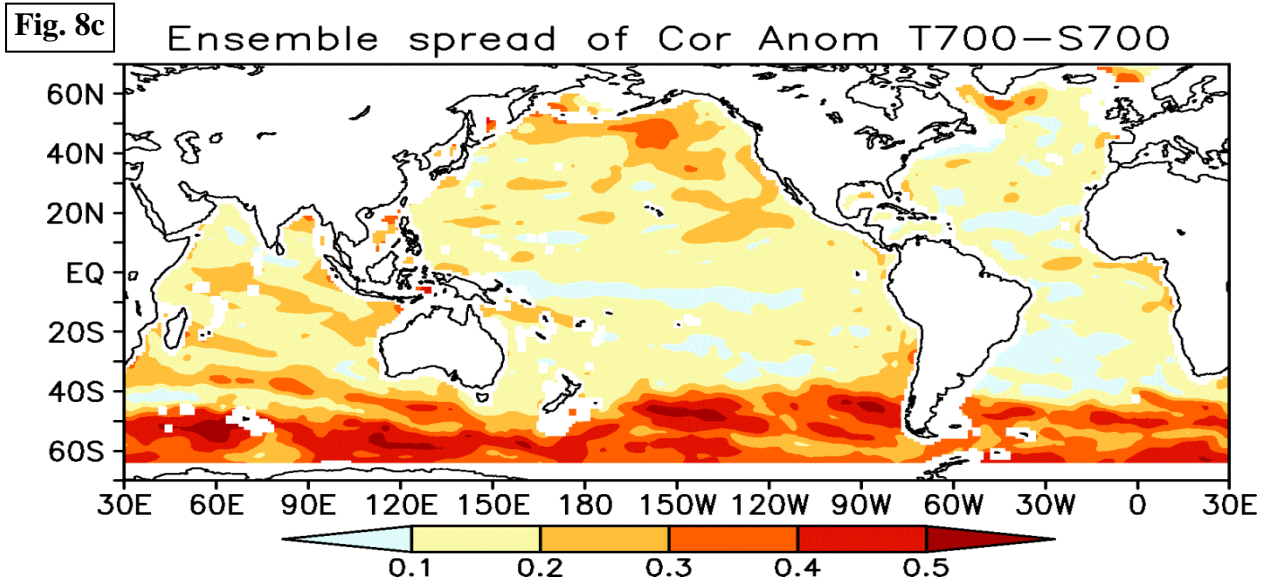 Fig. 8c
Ensemble spread of Cor Anom T700-S700
60N
40N
20N
EQ
20S
40S
60S
30E 60E 90E 120E 150E 180 150W 120W 90W 60W 30W 0 30E
0.1 0.2 0.3 0.4 0.5